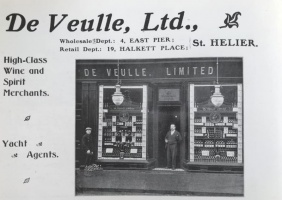 De Veulle, Ltd.,
Wholesale Dept.: 4, EAST PIER;
Retail Dept.: 19, HALKETT PLACE;
St. HELIER.
High-Class
Wine and
Spirit
Merchants.
Yacht
Agents.
DE VEULLE, LIMITED